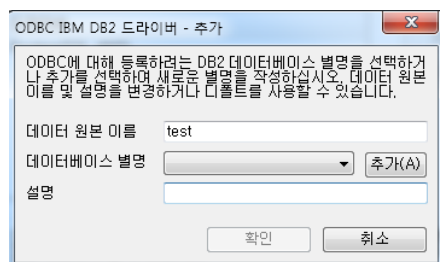 ODBC IBM DB2 드라이버 - 추가
ODBC에 대해 등록하려는 DB2 데이터베이스 별명을 선택하거
나 추가를 선택하여 새로운 별명을 작성하십시오. 데이터 원본
이름 및 설명을 변경하거나 디폴트를 사용할 수 있습니다.
데이터 원본 이름 test
데이터베이스 별명 추가(A)
설명
확인 취소